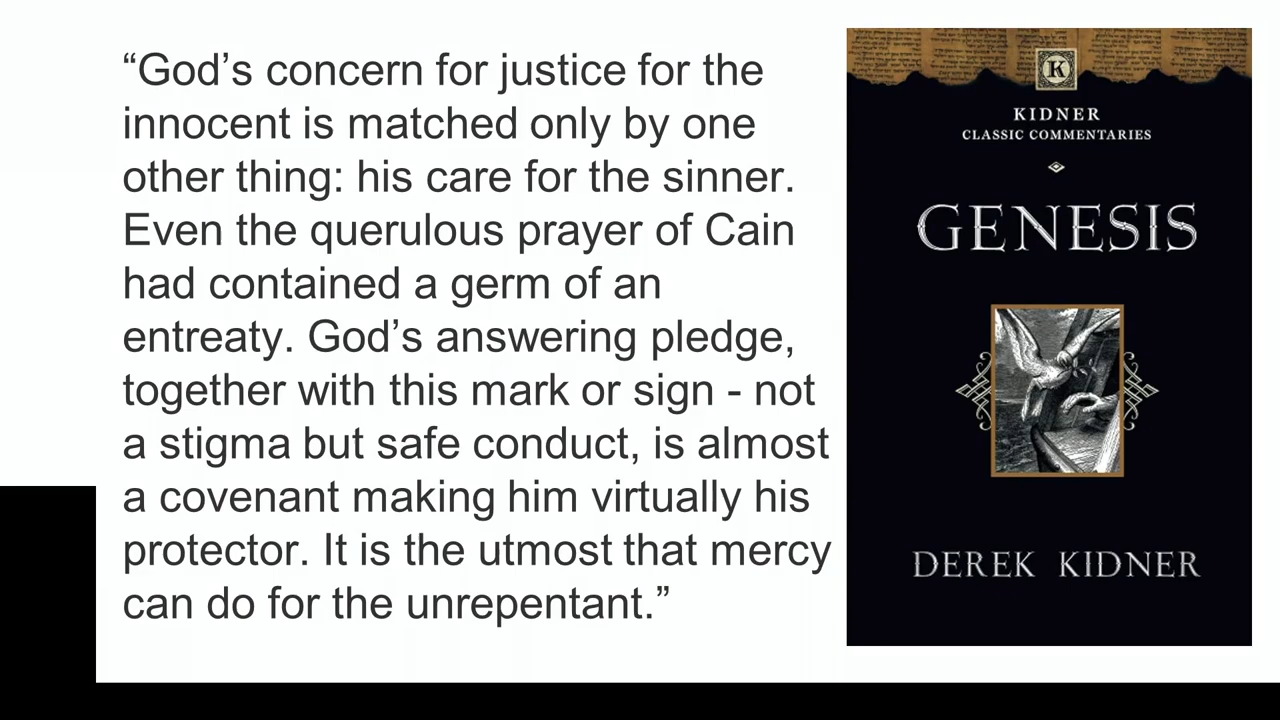 “God’s concern for justice for the
innocent is matched only by one
other thing: his care for the sinner.
Even the querulous prayer of Cain
had contained a germ of an
entreaty. God’s answering pledge,
together with this mark or sign - not
a stigma but safe conduct, is almost
a covenant making him virtually his
protector. It is the utmost that mercy
can do for the unrepentant.”
K
KIDNER
CLASSIC COMMENTARIES
GENESIS
DEREK KIDNER